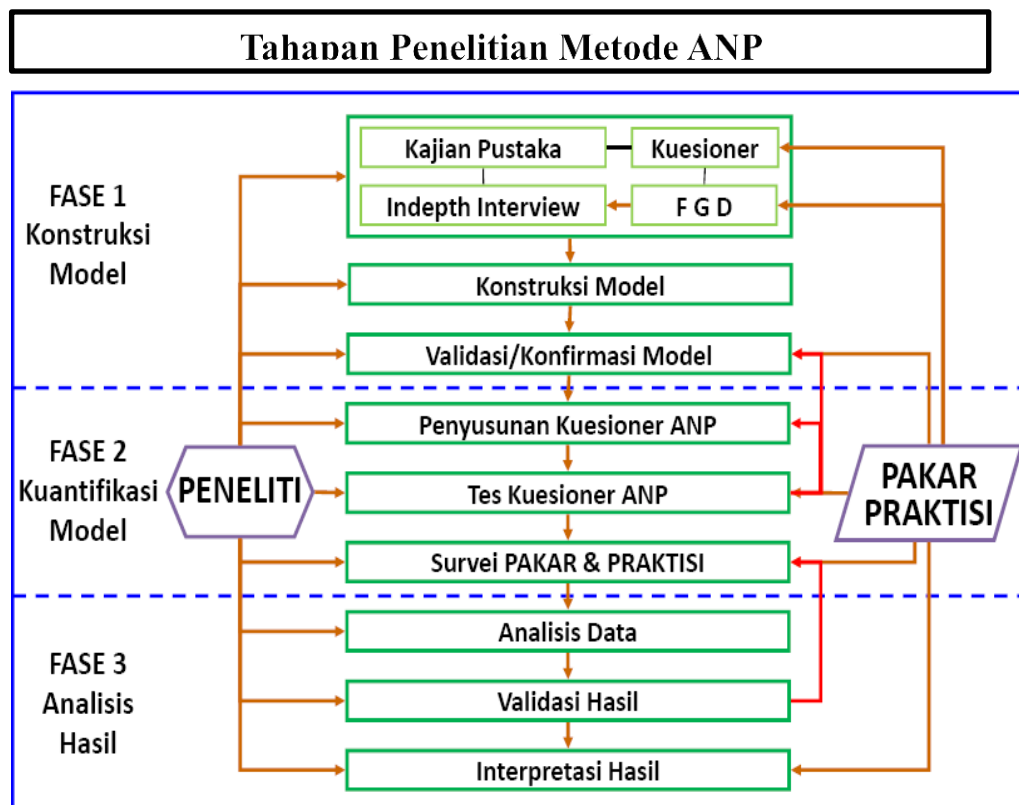 Tahapan Penelitian Metode ANP
FASE 1
Konstruksi
Model
Kajian Pustaka
Kuesioner
Indepth Interview
F G D
Konstruksi Model
Validasi/Konfirmasi Model
FASE 2
Kuantifikasi
Model
PENELITI
Penyusunan Kuesioner ANP
Tes Kuesioner ANP
Survei PAKAR & PRAKTISI
PAKAR
PRAKTISI
FASE 3
Analisis
Hasil
Analisis Data
Validasi Hasil
Interpretasi Hasil